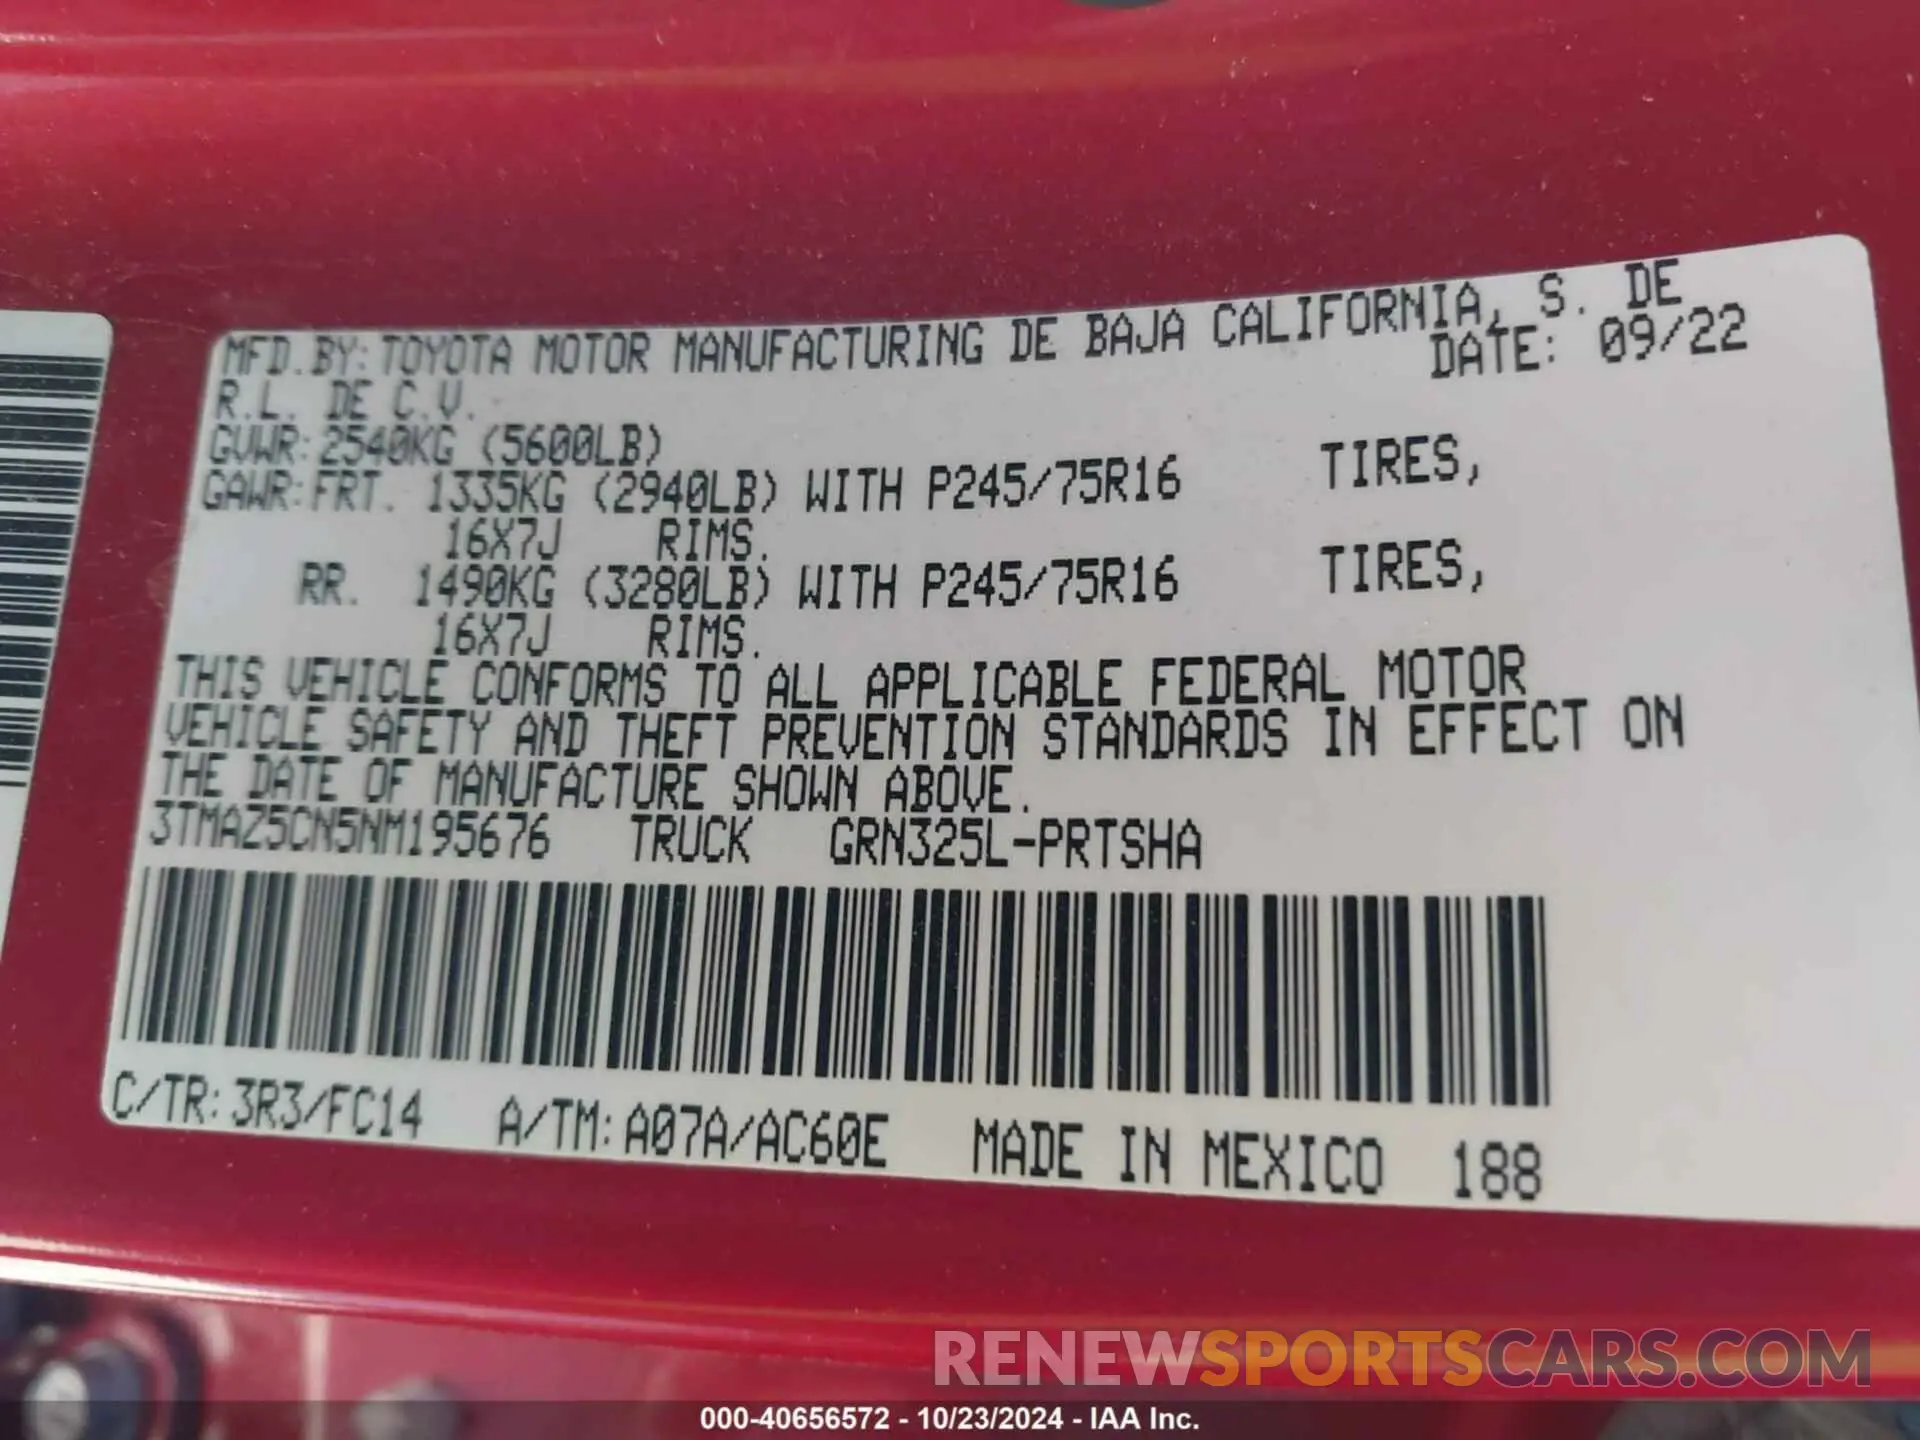 MFD.BY:TOYOTA MOTOR MANUFACTURING DE BAJA CALIFORNIA, S. DE
R.L. DE C.V. DATE: 09/22
GVWR:2540KG (5600LB)
GAWR:FRT. 1335KG (2940LB) WITH P245/75R16 TIRES,
16X7J RIMS.
RR. 1490KG (3280LB) WITH P245/75R16 TIRES,
16X7J RIMS.
THIS VEHICLE CONFORMS TO ALL APPLICABLE FEDERAL MOTOR
VEHICLE SAFETY AND THEFT PREVENTION STANDARDS IN EFFECT ON
THE DATE OF MANUFACTURE SHOWN ABOVE.
3TMAZ5CN5NM195676 TRUCK GRN325L-PRTSHA
C/TR:3R3/FC14 A/TM:A07A/AC60E MADE IN MEXICO 188
RENEWSPORTSCARS.COM
000-40656572 - 10/23/2024 - IAA Inc.